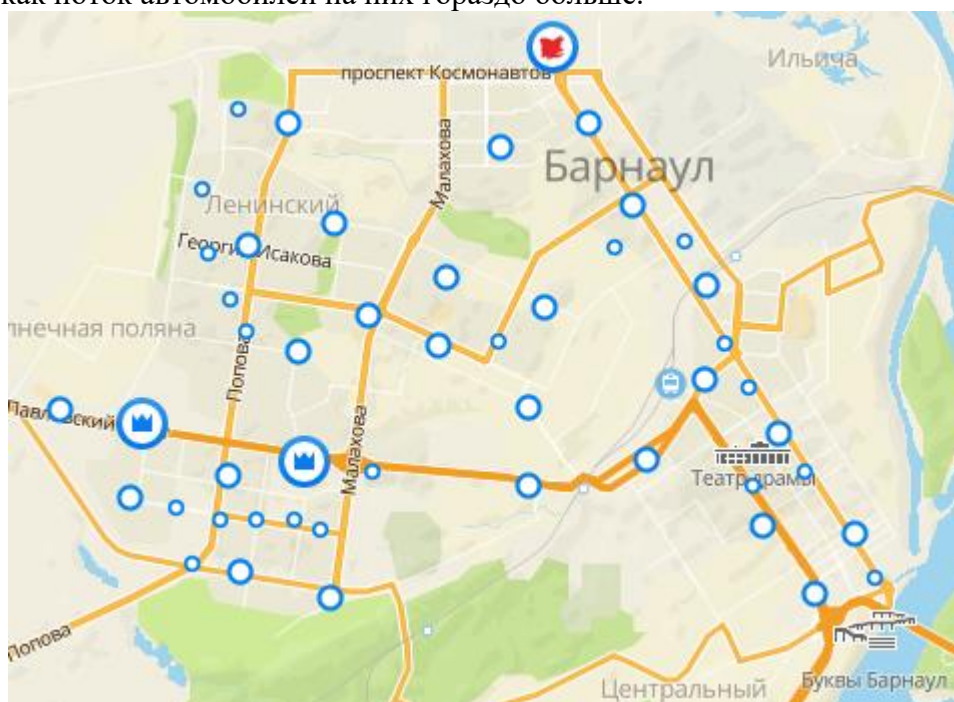 как поток автомобилей на них гораздо больше.
Ильича
проспект Космонавтов
Малахова
Барнаул
Ленинский
Георгия Исакова
лнечная поляна
Попова
Павловский
Малахова
Театр драмы
Попова
Центральный
Буквы Барнаул